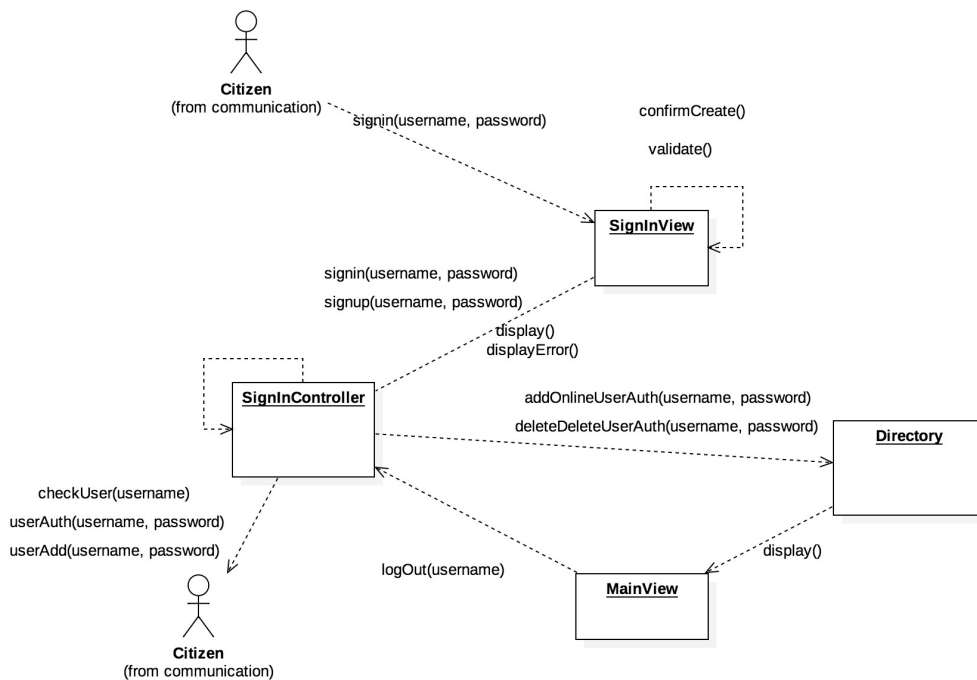 Citizen
(from communication)
signin(username, password)
confirmCreate()
validate()
SignInView
signin(username, password)
signup(username, password)
display()
displayError()
SignInController
addOnlineUserAuth(username, password)
deleteDeleteUserAuth(username, password)
Directory
checkUser(username)
userAuth(username, password)
userAdd(username, password)
display()
logOut(username)
MainView
Citizen
(from communication)